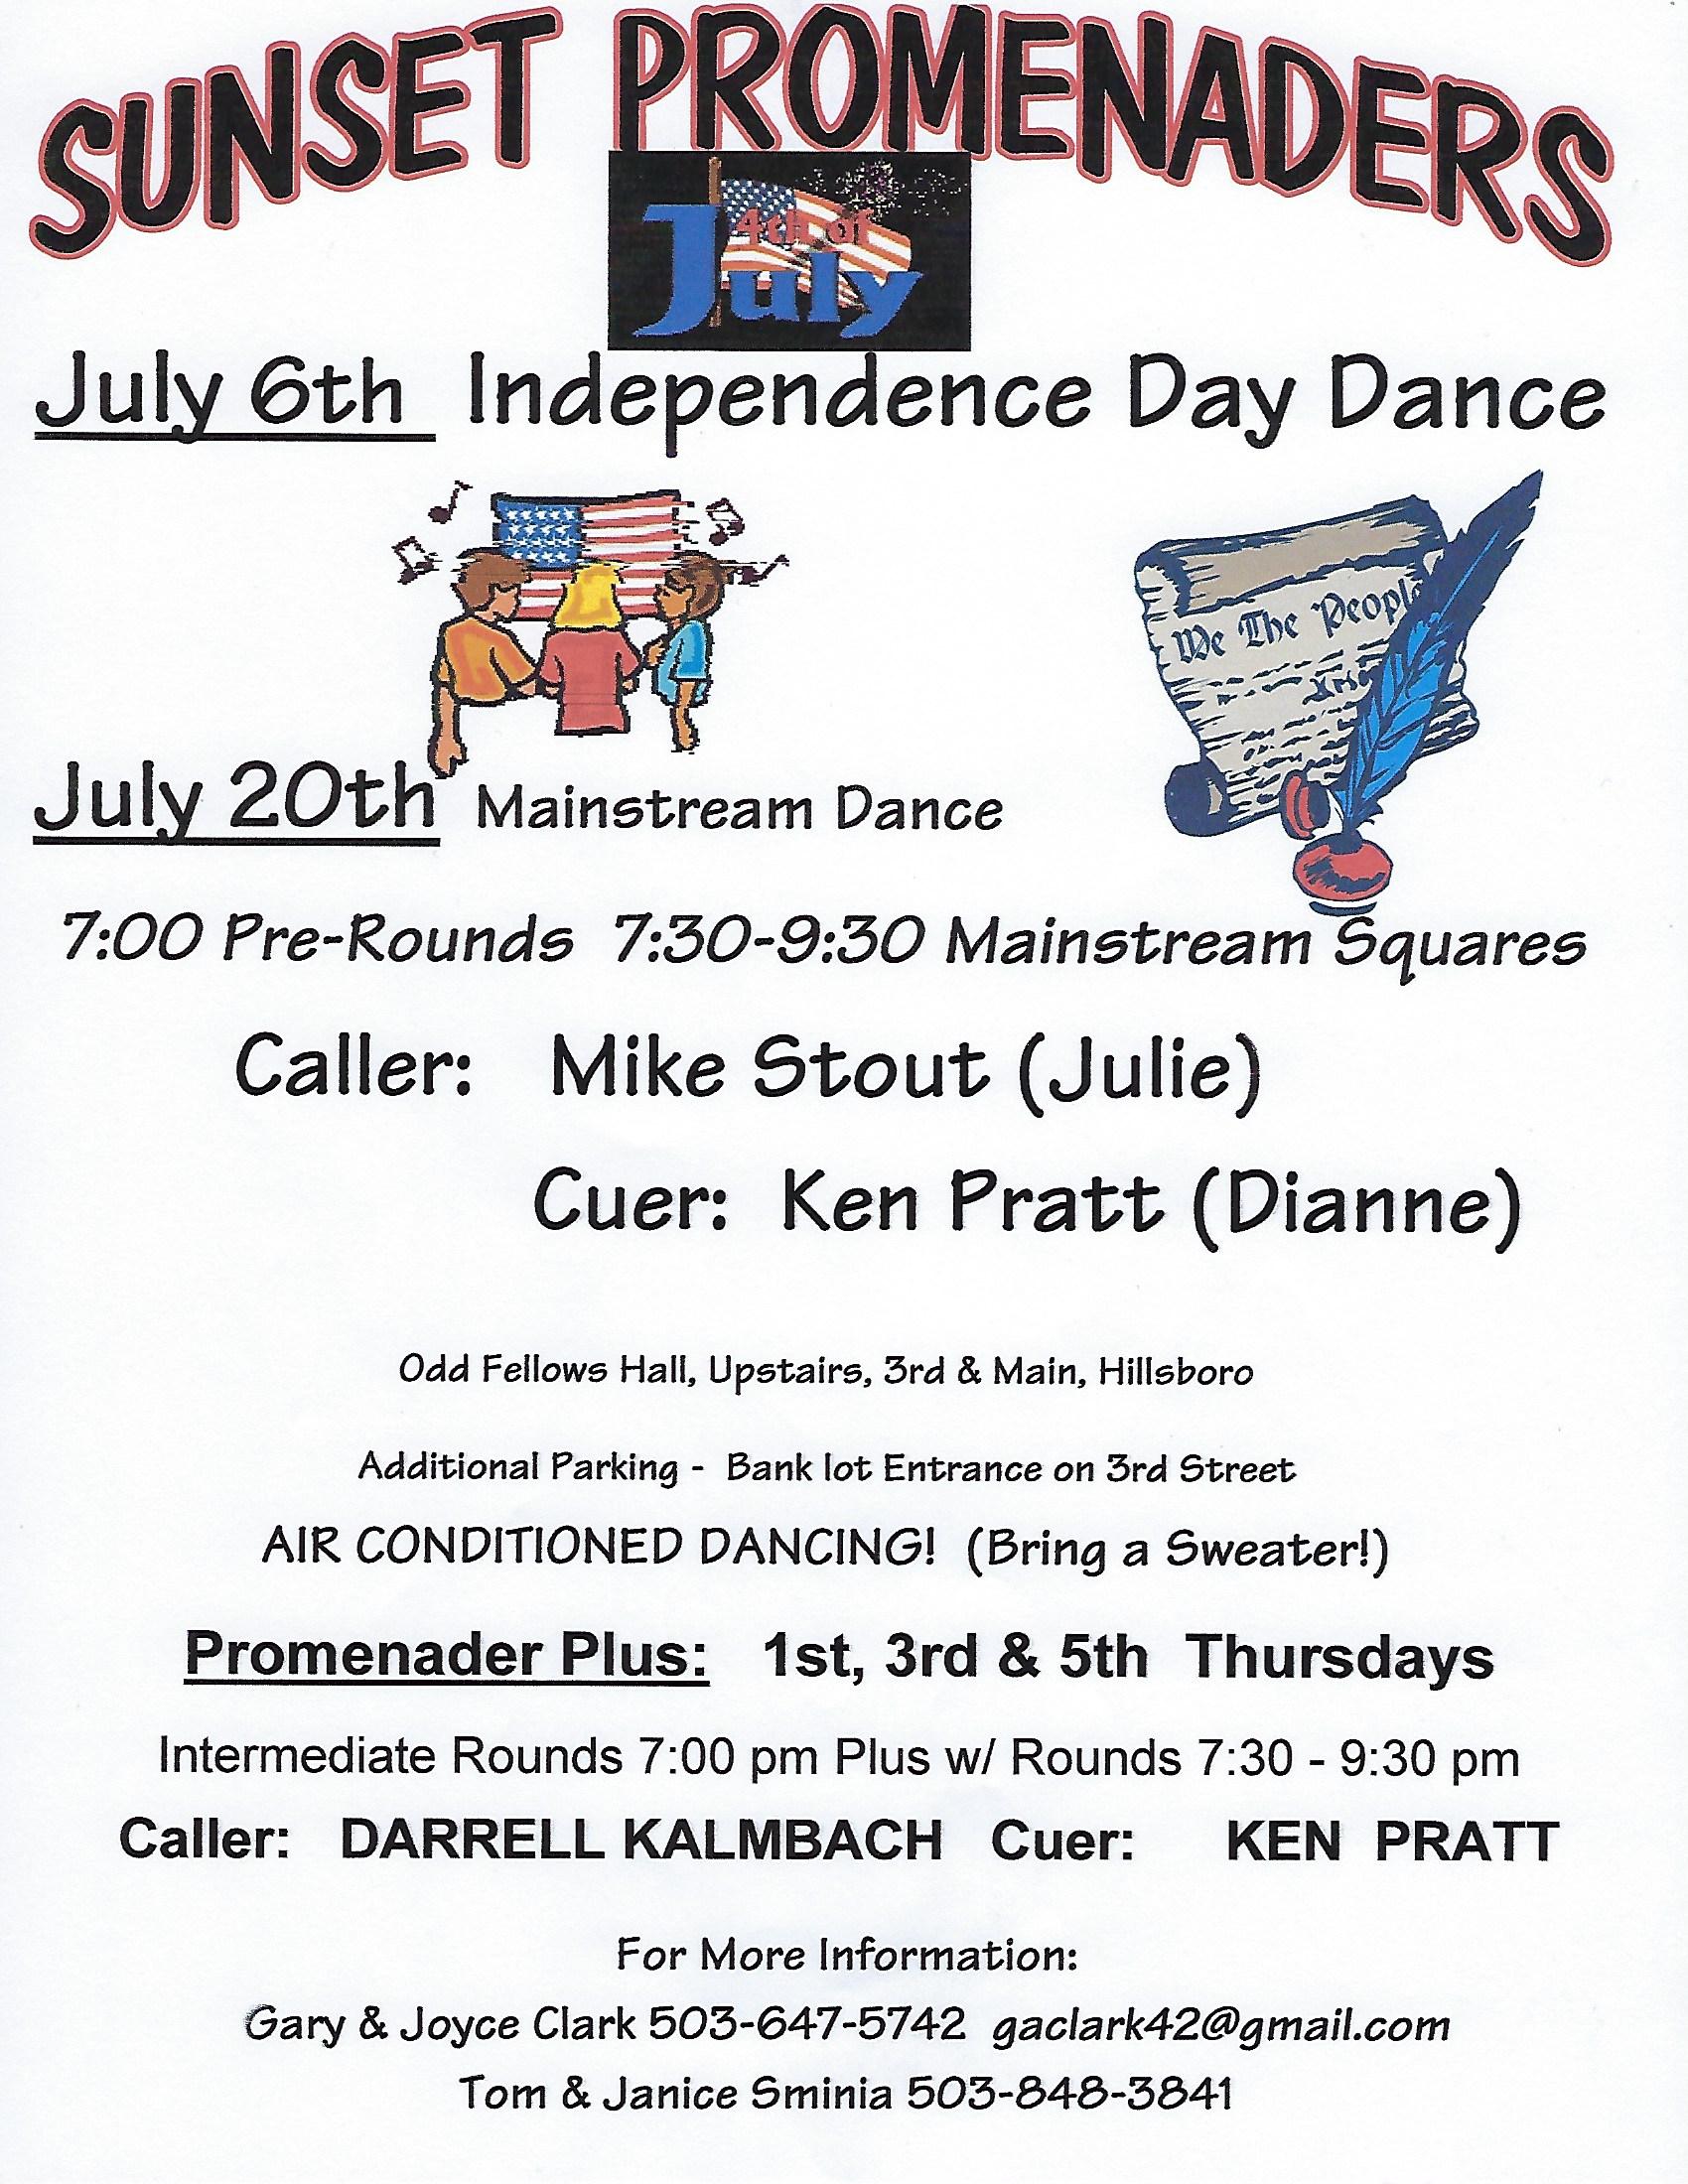 SUNSET PROMENADERS
4th of
July
July 6th Independence Day Dance
We The People
July 20th Mainstream Dance
7:00 Pre-Rounds 7:30-9:30 Mainstream Squares
Caller: Mike Stout (Julie)
Cuer: Ken Pratt (Dianne)
Odd Fellows Hall, Upstairs, 3rd & Main, Hillsboro
Additional Parking - Bank lot Entrance on 3rd Street
AIR CONDITIONED DANCING! (Bring a Sweater!)
Promenader Plus: 1st, 3rd & 5th Thursdays
Intermediate Rounds 7:00 pm Plus w/ Rounds 7:30 - 9:30 pm
Caller: DARRELL KALMBACH Cuer: KEN PRATT
For More Information:
Gary & Joyce Clark 503-647-5742 gaclark42@gmail.com
Tom & Janice Sminia 503-848-3841